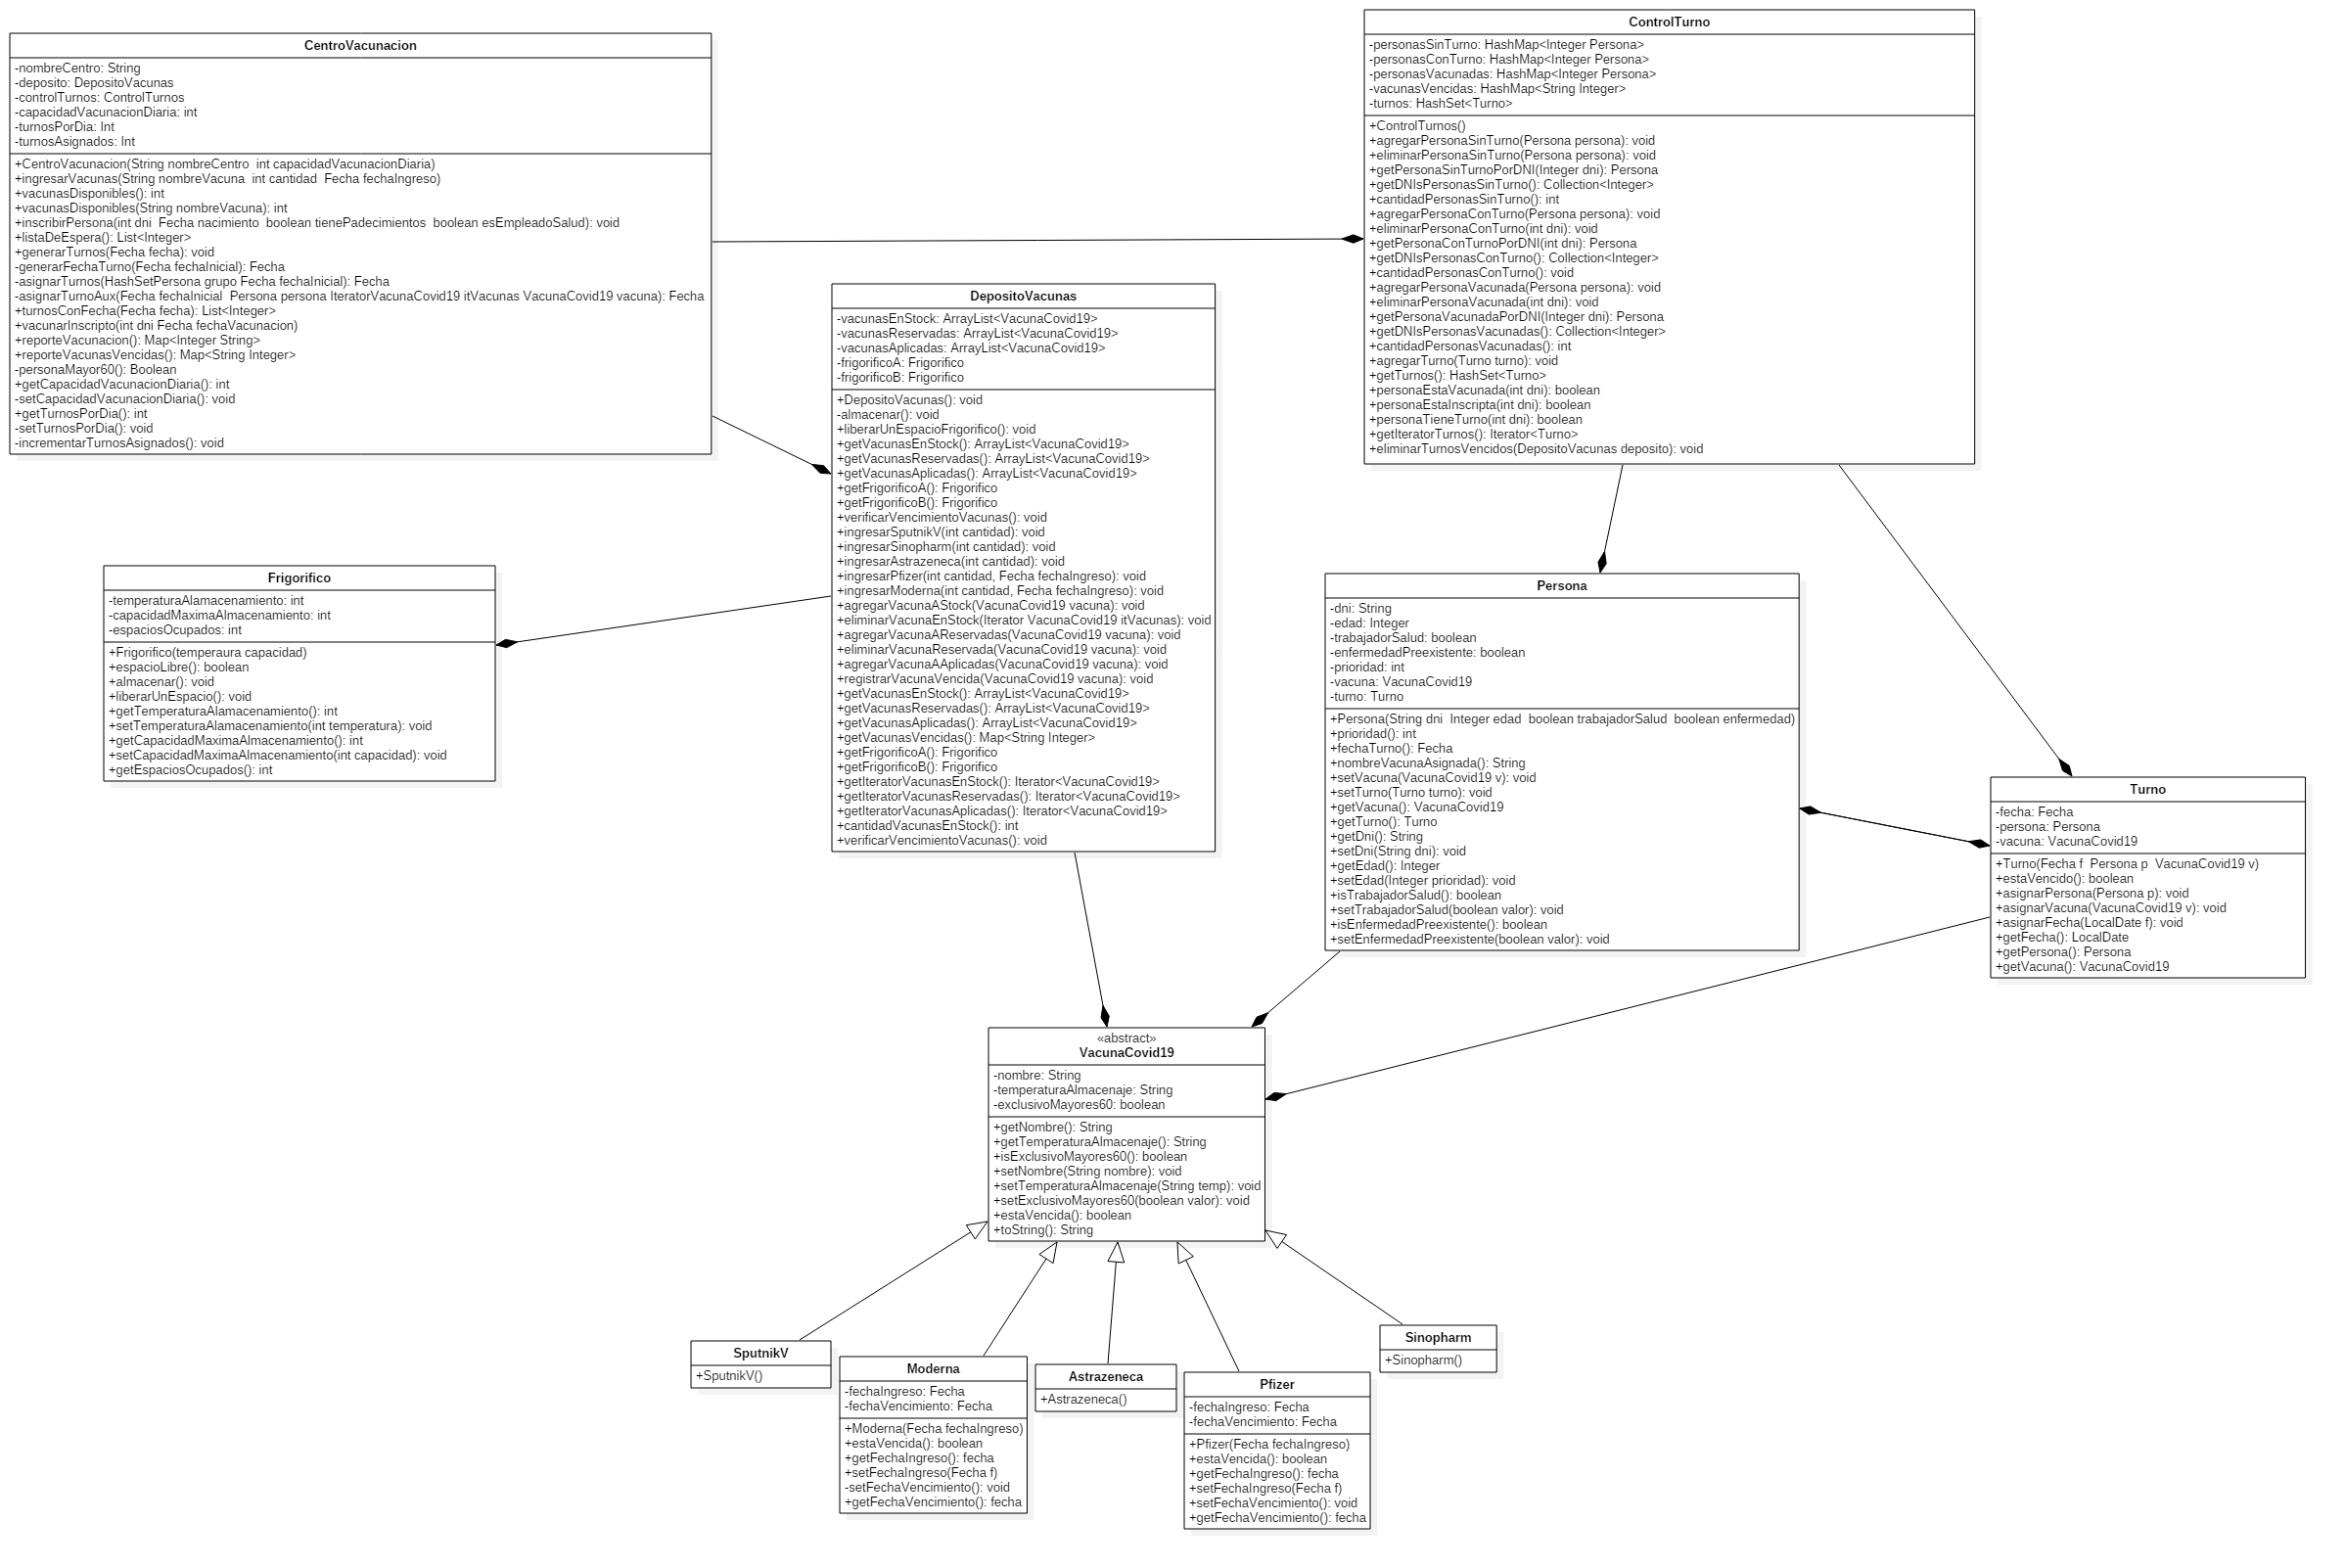 CentroVacunacion
-nombreCentro: String
-deposito: DepositoVacunas
-controlTurnos: ControlTurnos
-capacidadVacunacionDiaria: int
-turnosPorDia: Int
-turnosAsignados: Int
+CentroVacunacion(String nombreCentro  int capacidadVacunacionDiaria)
+ingresarVacunas(String nombreVacuna  int cantidad  Fecha fechaIngreso)
+vacunasDisponibles(): int
+vacunasDisponibles(String nombreVacuna): int
+inscribirPersona(int dni  Fecha nacimiento  boolean tienePadecimientos  boolean esEmpleadoSalud): void
+listaDeEspera(): List<Integer>
+generarTurnos(Fecha fecha): void
-generarFechaTurno(Fecha fechaInicial): Fecha
-asignarTurnos(HashSetPersona grupo Fecha fechaInicial): Fecha
-asignarTurnoAux(Fecha fechaInicial  Persona persona IteratorVacunaCovid19 itVacunas VacunaCovid19 vacuna): Fecha
+turnosConFecha(Fecha fecha): List<Integer>
+vacunarInscripto(int dni Fecha fechaVacunacion)
+reporteVacunacion(): Map<Integer String>
+reporteVacunasVencidas(): Map<String Integer>
-personaMayor60(): Boolean
+getCapacidadVacunacionDiaria(): int
-setCapacidadVacunacionDiaria(): void
+getTurnosPorDia(): int
-setTurnosPorDia(): void
-incrementarTurnosAsignados(): void
ControlTurno
-personasSinTurno: HashMap<Integer Persona>
-personasConTurno: HashMap<Integer Persona>
-personasVacunadas: HashMap<Integer Persona>
-vacunasVencidas: HashMap<String Integer>
-turnos: HashSet<Turno>
+ControlTurnos()
+agregarPersonaSinTurno(Persona persona): void
+eliminarPersonaSinTurno(Persona persona): void
+getPersonaSinTurnoPorDNI(Integer dni): Persona
+getDNIsPersonasSinTurno(): Collection<Integer>
+cantidadPersonasSinTurno(): int
+agregarPersonaConTurno(Persona persona): void
+eliminarPersonaConTurno(int dni): void
+getPersonaConTurnoPorDNI(int dni): Persona
+getDNIsPersonasConTurno(): Collection<Integer>
+cantidadPersonasConTurno(): void
+agregarPersonaVacunada(Persona persona): void
+eliminarPersonaVacunada(int dni): void
+getPersonaVacunadaPorDNI(Integer dni): Persona
+getDNIsPersonasVacunadas(): Collection<Integer>
+cantidadPersonasVacunadas(): int
+agregarTurno(Turno turno): void
+getTurnos(): HashSet<Turno>
+personaEstaVacunada(int dni): boolean
+personaEstaInscripta(int dni): boolean
+personaTieneTurno(int dni): boolean
+getIteratorTurnos(): Iterator<Turno>
+eliminarTurnosVencidos(DepositoVacunas deposito): void
DepositoVacunas
-vacunasEnStock: ArrayList<VacunaCovid19>
-vacunasReservadas: ArrayList<VacunaCovid19>
-vacunasAplicadas: ArrayList<VacunaCovid19>
-frigorificoA: Frigorifico
-frigorificoB: Frigorifico
+DepositoVacunas(): void
-almacenar(): void
+liberarUnEspacioFrigorifico(): void
+getVacunasEnStock(): ArrayList<VacunaCovid19>
+getVacunasReservadas(): ArrayList<VacunaCovid19>
+getVacunasAplicadas(): ArrayList<VacunaCovid19>
+getFrigorificoA(): Frigorifico
+getFrigorificoB(): Frigorifico
+verificarVencimientoVacunas(): void
+ingresarSputnikV(int cantidad): void
+ingresarSinopharm(int cantidad): void
+ingresarAstrazeneca(int cantidad): void
+ingresarPfizer(int cantidad, Fecha fechaIngreso): void
+ingresarModerna(int cantidad, Fecha fechaIngreso): void
+agregarVacunaAStock(VacunaCovid19 vacuna): void
+eliminarVacunaEnStock(Iterator VacunaCovid19 itVacunas): void
+agregarVacunaAReservadas(VacunaCovid19 vacuna): void
+eliminarVacunaReservada(VacunaCovid19 vacuna): void
+agregarVacunaAAplicadas(VacunaCovid19 vacuna): void
+registrarVacunaVencida(VacunaCovid19 vacuna): void
+getVacunasEnStock(): ArrayList<VacunaCovid19>
+getVacunasReservadas(): ArrayList<VacunaCovid19>
+getVacunasAplicadas(): ArrayList<VacunaCovid19>
+getVacunasVencidas(): Map<String Integer>
+getFrigorificoA(): Frigorifico
+getFrigorificoB(): Frigorifico
+getIteratorVacunasEnStock(): Iterator<VacunaCovid19>
+getIteratorVacunasReservadas(): Iterator<VacunaCovid19>
+getIteratorVacunasAplicadas(): Iterator<VacunaCovid19>
+cantidadVacunasEnStock(): int
+verificarVencimientoVacunas(): void
Frigorifico
-temperaturaAlamacenamiento: int
-capacidadMaximaAlmacenamiento: int
-espaciosOcupados: int
+Frigorifico(temperaura capacidad)
+espacioLibre(): boolean
+almacenar(): void
+liberarUnEspacio(): void
+getTemperaturaAlamacenamiento(): int
+setTemperaturaAlamacenamiento(int temperatura): void
+getCapacidadMaximaAlmacenamiento(): int
+setCapacidadMaximaAlmacenamiento(int capacidad): void
+getEspaciosOcupados(): int
Persona
-dni: String
-edad: Integer
-trabajadorSalud: boolean
-enfermedadPreexistente: boolean
-prioridad: int
-vacuna: VacunaCovid19
-turno: Turno
+Persona(String dni  Integer edad  boolean trabajadorSalud  boolean enfermedad)
+prioridad(): int
+fechaTurno(): Fecha
+nombreVacunaAsignada(): String
+setVacuna(VacunaCovid19 v): void
+setTurno(Turno turno): void
+getVacuna(): VacunaCovid19
+getTurno(): Turno
+getDni(): String
+setDni(String dni): void
+getEdad(): Integer
+setEdad(Integer prioridad): void
+isTrabajadorSalud(): boolean
+setTrabajadorSalud(boolean valor): void
+isEnfermedadPreexistente(): boolean
+setEnfermedadPreexistente(boolean valor): void
Turno
-fecha: Fecha
-persona: Persona
-vacuna: VacunaCovid19
+Turno(Fecha f  Persona p  VacunaCovid19 v)
+estaVencido(): boolean
+asignarPersona(Persona p): void
+asignarVacuna(VacunaCovid19 v): void
+asignarFecha(LocalDate f): void
+getFecha(): LocalDate
+getPersona(): Persona
+getVacuna(): VacunaCovid19
«abstract»
VacunaCovid19
-nombre: String
-temperaturaAlmacenaje: String
-exclusivoMayores60: boolean
+getNombre(): String
+getTemperaturaAlmacenaje(): String
+isExclusivoMayores60(): boolean
+setNombre(String nombre): void
+setTemperaturaAlmacenaje(String temp): void
+setExclusivoMayores60(boolean valor): void
+estaVencida(): boolean
+toString(): String
SputnikV
+SputnikV()
Moderna
-fechaIngreso: Fecha
-fechaVencimiento: Fecha
+Moderna(Fecha fechaIngreso)
+estaVencida(): boolean
+getFechaIngreso(): fecha
+setFechaIngreso(Fecha f)
-setFechaVencimiento(): void
+getFechaVencimiento(): fecha
Astrazeneca
+Astrazeneca()
Pfizer
-fechaIngreso: Fecha
-fechaVencimiento: Fecha
+Pfizer(Fecha fechaIngreso)
+estaVencida(): boolean
+getFechaIngreso(): fecha
+setFechaIngreso(Fecha f)
+setFechaVencimiento(): void
+getFechaVencimiento(): fecha
Sinopharm
+Sinopharm()